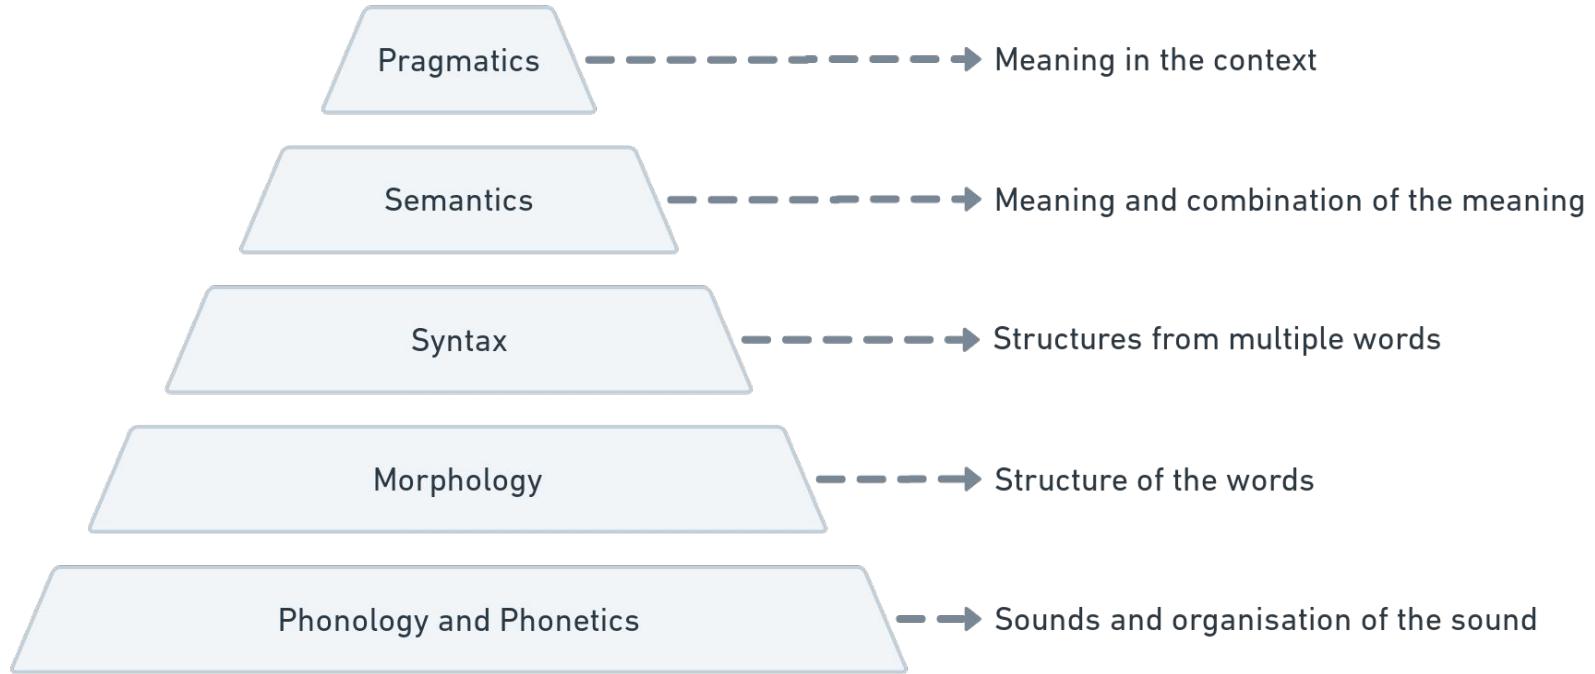 Pragmatics
Meaning in the context
Semantics
Meaning and combination of the meaning
Syntax
Structures from multiple words
Morphology
Structure of the words
Phonology and Phonetics
Sounds and organisation of the sound